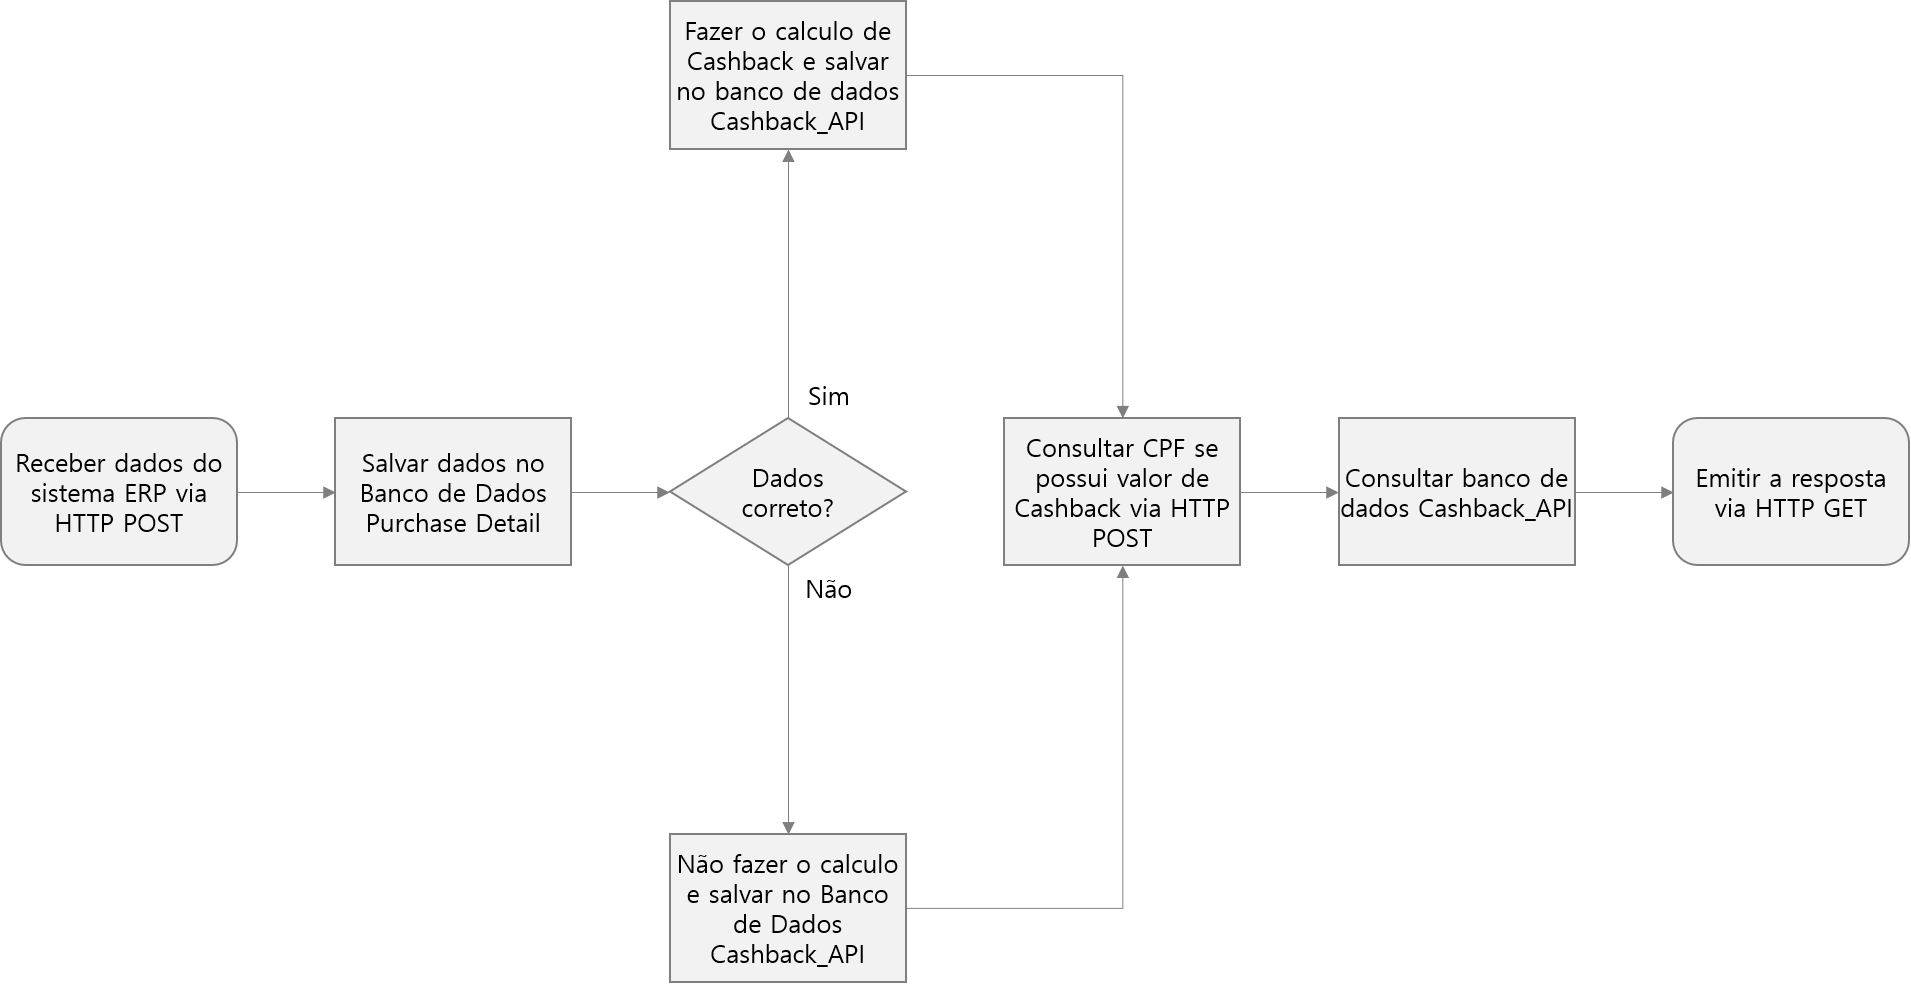 Receber dados do
sistema ERP via
HTTP POST
Salvar dados no
Banco de Dados
Purchase Detail
Dados
correto?
Sim
Fazer o calculo de
Cashback e salvar
no banco de dados
Cashback_API
Não
Não fazer o calculo
e salvar no Banco
de Dados
Cashback_API
Consultar CPF se
possui valor de
Cashback via HTTP
POST
Consultar banco de
dados Cashback_API
Emitir a resposta
via HTTP GET